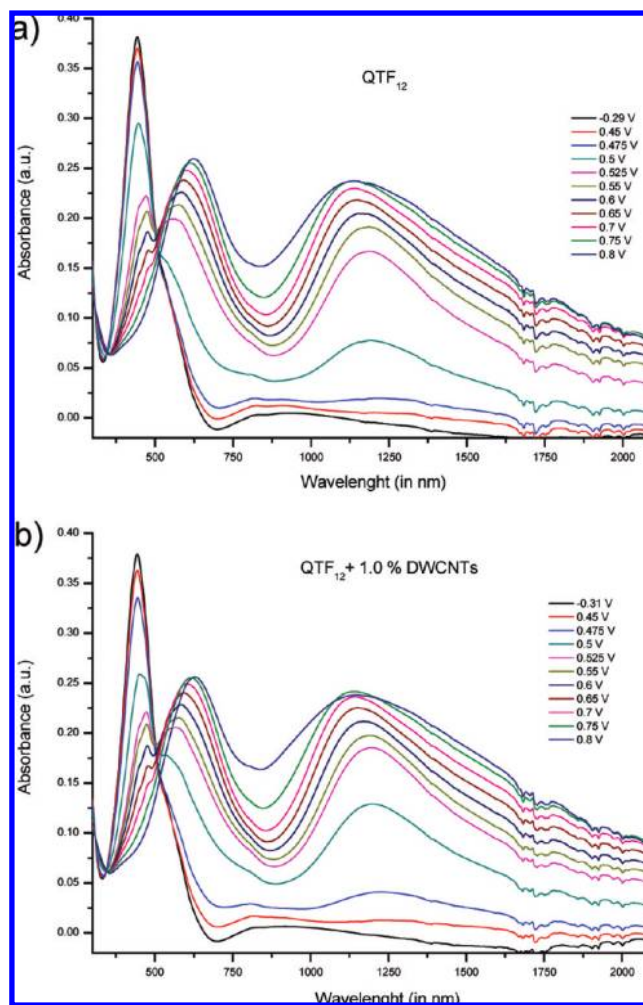 a)
QTF12
0.40
0.35
0.30
0.25
0.20
0.15
0.10
0.05
0.00
Absorbance (a.u.)
-0.29 V
0.45 V
0.475 V
0.5 V
0.525 V
0.55 V
0.6 V
0.65 V
0.7 V
0.75 V
0.8 V
500 750 1000 1250 1500 1750 2000
Wavelenght (in nm)
b)
QTF12+ 1.0 % DWCNTs
0.40
0.35
0.30
0.25
0.20
0.15
0.10
0.05
0.00
Absorbance (a.u.)
-0.31 V
0.45 V
0.475 V
0.5 V
0.525 V
0.55 V
0.6 V
0.65 V
0.7 V
0.75 V
0.8 V
500 750 1000 1250 1500 1750 2000
Wavelenght (in nm)